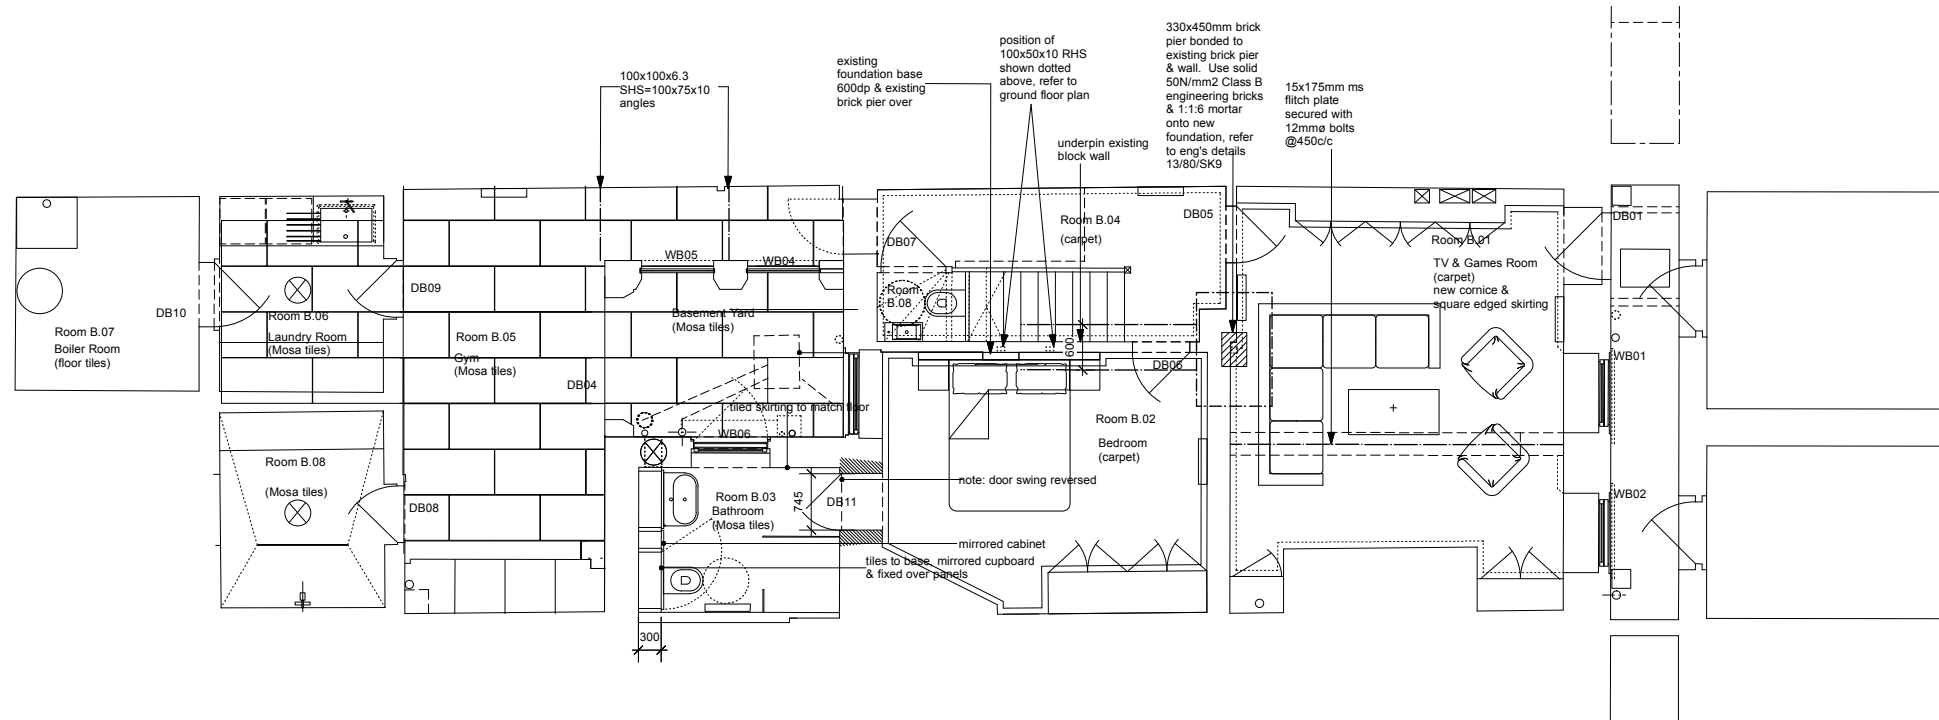 100x100x6.3
SHS=100x75x10
angles
existing
foundation base
600dp & existing
brick pier over
position of
100x50x10 RHS
shown dotted
above, refer to
ground floor plan
underpin existing
block wall
330x450mm brick
pier bonded to
existing brick pier
& wall. Use solid
50N/mm2 Class B
engineering bricks
& 1:1:6 mortar
onto new
foundation, refer
to eng's details
13/80/SK9
15x175mm ms
flitch plate
secured with
12mmø bolts
@450c/c
Room B.07
Boiler Room
(floor tiles)
DB10
Room B.06
Laundry Room
(Mosa tiles)
DB09
Room B.05
Gym
(Mosa tiles)
DB04
WB05
WB04
Basement Yard
(Mosa tiles)
tiled skirting to match floor
WB06
Room B.08
(Mosa tiles)
DB08
Room B.03
Bathroom
(Mosa tiles)
745
DB11
300
note: door swing reversed
mirrored cabinet
tiles to base, mirrored cupboard
& fixed over panels
DB07
Room
B.08
Room B.04
(carpet)
DB05
600
DB06
Room B.02
Bedroom
(carpet)
Room B.01
TV & Games Room
(carpet)
new cornice &
square edged skirting
DB01
WB01
WB02